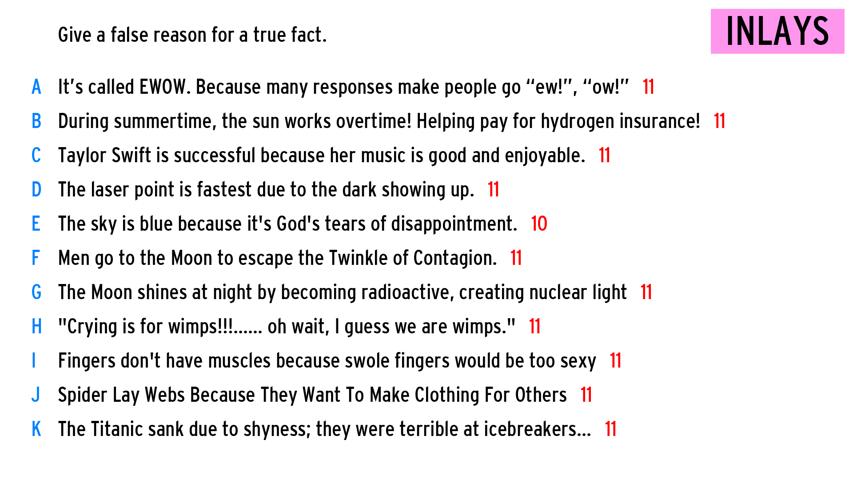 Give a false reason for a true fact.
INLAYS
A It’s called EWOW. Because many responses make people go “ew!”, “ow!” 11
B During summertime, the sun works overtime! Helping pay for hydrogen insurance! 11
C Taylor Swift is successful because her music is good and enjoyable. 11
D The laser point is fastest due to the dark showing up. 11
E The sky is blue because it's God's tears of disappointment. 10
F Men go to the Moon to escape the Twinkle of Contagion. 11
G The Moon shines at night by becoming radioactive, creating nuclear light 11
H "Crying is for wimps!!!...... oh wait, I guess we are wimps." 11
I Fingers don't have muscles because swole fingers would be too sexy 11
J Spider Lay Webs Because They Want To Make Clothing For Others 11
K The Titanic sank due to shyness; they were terrible at icebreakers... 11